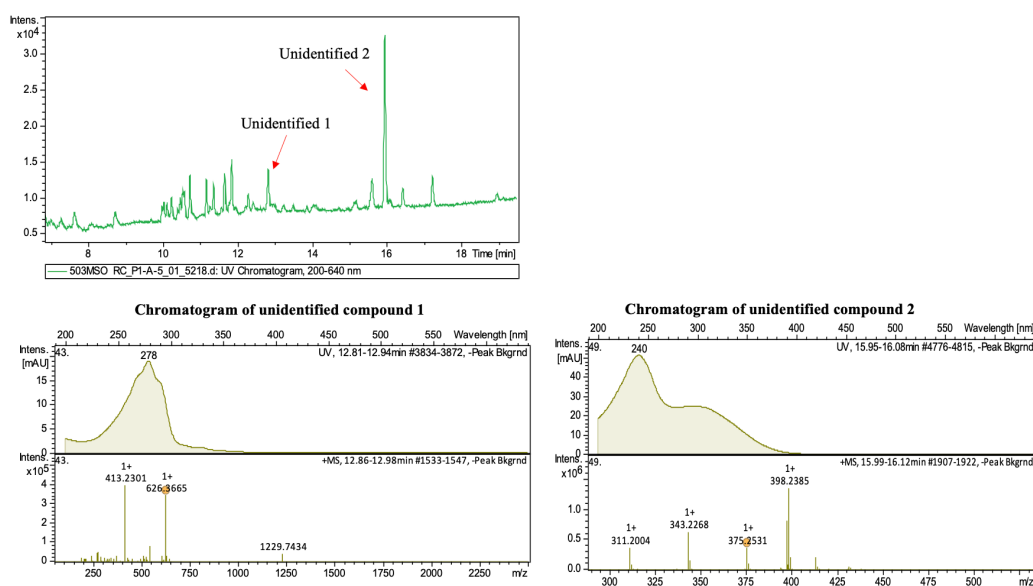 Intens.
x10⁴
3.0
2.5
2.0
1.5
1.0
0.5
Unidentified 2
Unidentified 1
8 10 12 14 16 18 Time [min]
503MSO RC_P1-A-5_01_5218.d: UV Chromatogram, 200-640 nm
Chromatogram of unidentified compound 1
200 250 300 350 400 450 500 550 Wavelength [nm]
Intens.
[mAU]
43.
UV, 12.81-12.94min #3834-3872, -Peak Bkgrnd
278
15
10
5
0
x10⁵
43.
+MS, 12.86-12.98min #1533-1547, -Peak Bkgrnd
4
3
2
1
0
1+
413.2301
1+
626.3665
1229.7434
250 500 750 1000 1250 1500 1750 2000 2250 m/z
Chromatogram of unidentified compound 2
200 250 300 350 400 450 500 550 Wavelength [nm]
Intens.
[mAU]
49.
UV, 15.95-16.08min #4776-4815, -Peak Bkgrnd
240
50
40
30
20
10
0
x10⁶
49.
+MS, 15.99-16.12min #1907-1922, -Peak Bkgrnd
1.5
1.0
0.5
0.0
1+
311.2004
1+
343.2268
1+
375.2531
1+
398.2385
300 325 350 375 400 425 450 475 500 m/z